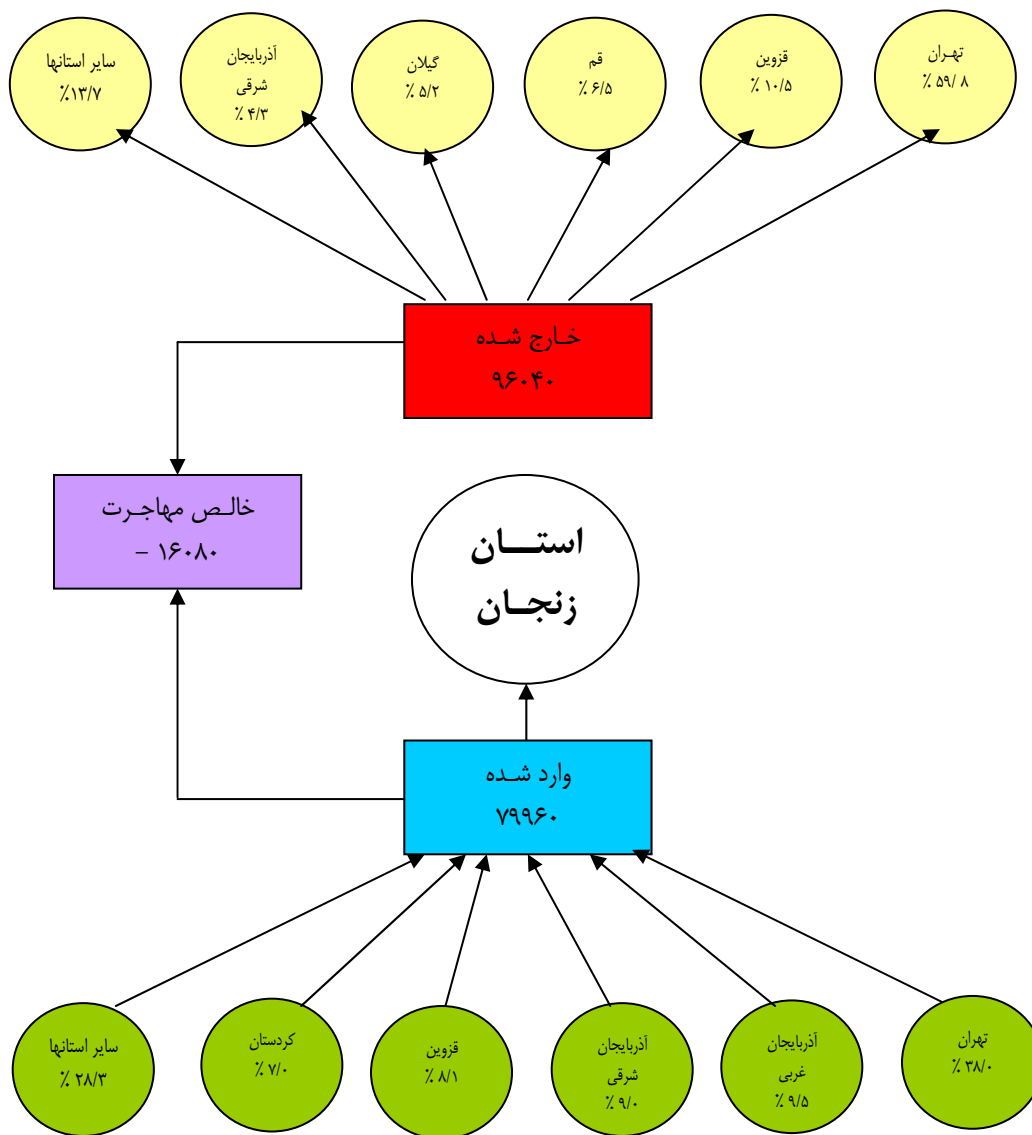 تهـران
٪ ۵۹/ ۸
قزوین
٪ ۱۰/۵
قم
٪ ۶/۵
گیلان
٪ ۵/۲
آذربایجان
شرقی
٪ ۴/۳
سایر استانها
٪۱۳/۷
خـارج شـده
۹۶۰۴۰
خالـص مهاجـرت
۱۶۰۸۰ –
استـــان
زنجــان
وارد شـده
۷۹۹۶۰
تهران
٪ ۳۸/۰
آذربایجان
غربی
٪ ۹/۵
آذربایجان
شرقی
٪ ۹/۰
قزوین
٪ ۸/۱
کردستان
٪ ۷/۰
سایر استانها
٪ ۲۸/۳